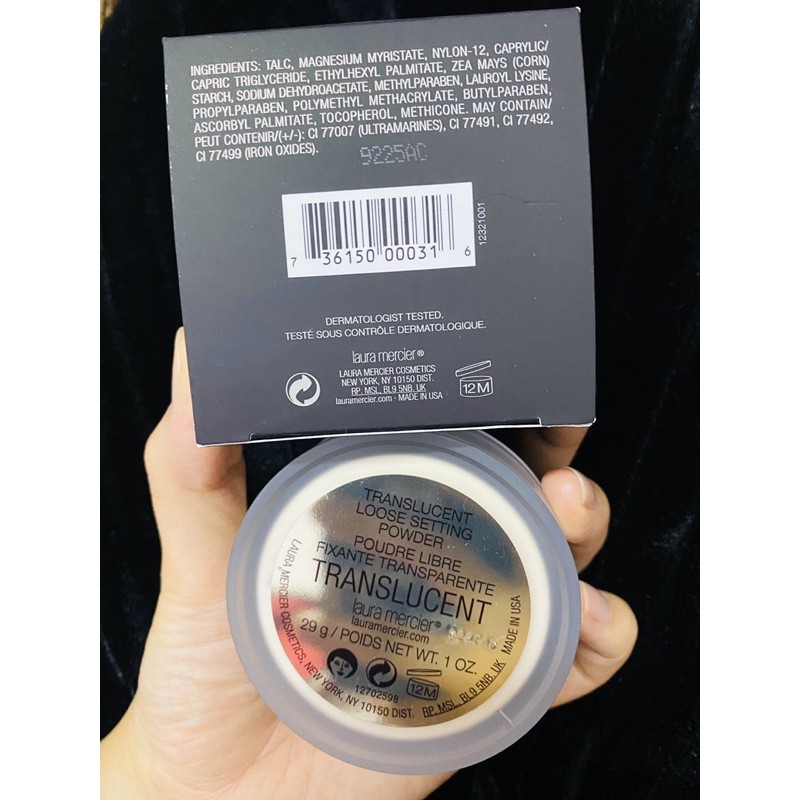 INGREDIENTS: TALC, MAGNESIUM MYRISTATE, NYLON-12, CAPRYLIC/
CAPRIC TRIGLYCERIDE, ETHYLHEXYL PALMITATE, ZEA MAYS (CORN)
STARCH, SODIUM DEHYDROACETATE, METHYLPARABEN, LAUROYL LYSINE,
PROPYLPARABEN, POLYMETHYL METHACRYLATE, BUTYLPARABEN,
ASCORBYL PALMITATE, TOCOPHEROL, METHICONE. MAY CONTAIN/
PEUT CONTENIR/(+/-): CI 77007 (ULTRAMARINES), CI 77491, CI 77492,
CI 77499 (IRON OXIDES).
9225AC
7 36150 00031 6
12321001
DERMATOLOGIST TESTED.
TESTÉ SOUS CONTRÔLE DERMATOLOGIQUE.
laura mercier®
LAURA MERCIER COSMETICS
NEW YORK, NY 10150 DIST.
RP. MSL, BL9 5NB. UK
lauramercier.com · MADE IN USA
12 M
TRANSLUCENT
LOOSE SETTING
POWDER
POUDRE LIBRE
FIXANTE TRANSPARENTE
TRANSLUCENT
laura mercier®
lauramercier.com
29 g / POIDS NET WT. 1 OZ.
12 M
12702598
LAURA MERCIER COSMETICS, NEW YORK, NY 10150 DIST. RP. MSL, BL9 5NB. UK MADE IN USA